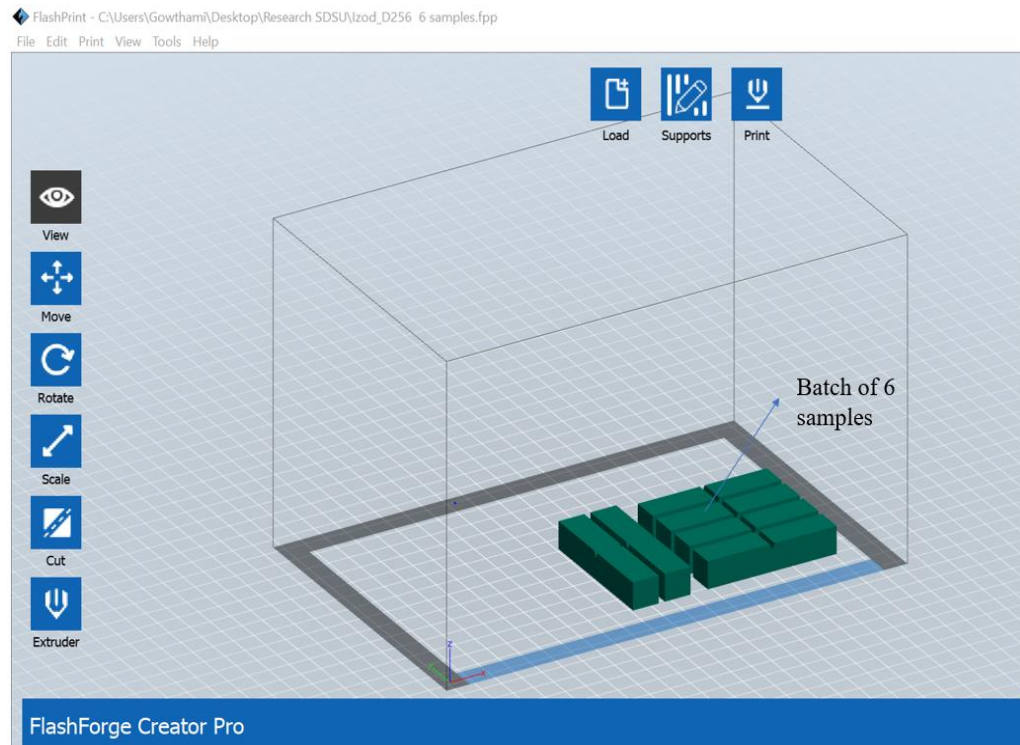 FlashPrint - C:\Users\Gowthami\Desktop\Research SDSU\Izod_D256 6 samples.fpp
File Edit Print View Tools Help
Load Supports Print
View
Move
Rotate
Scale
Cut
Extruder
Batch of 6
samples
z
x
FlashForge Creator Pro